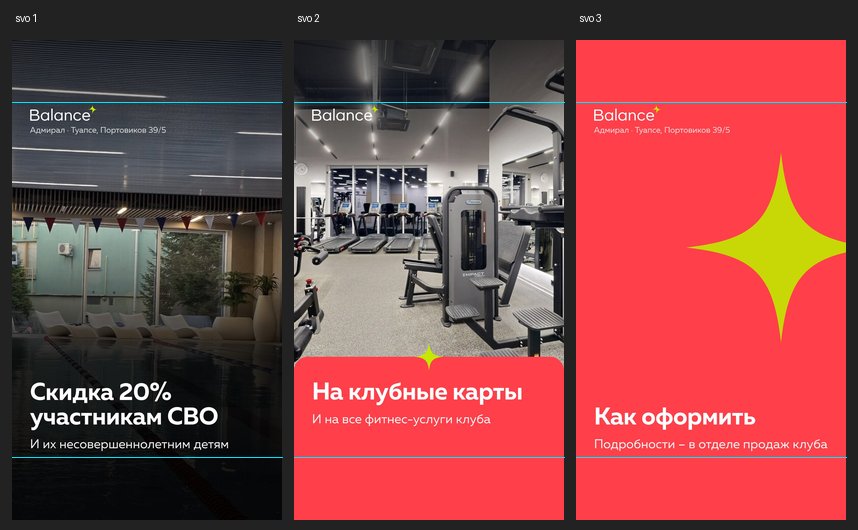 svo 1
Balance
Адмирал · Туапсе, Портовиков 39/5
Скидка 20%
участникам СВО
И их несовершеннолетним детям
svo 2
Balance
IMPACT
На клубные карты
И на все фитнес-услуги клуба
svo 3
Balance
Адмирал · Туапсе, Портовиков 39/5
Как оформить
Подробности – в отделе продаж клуба